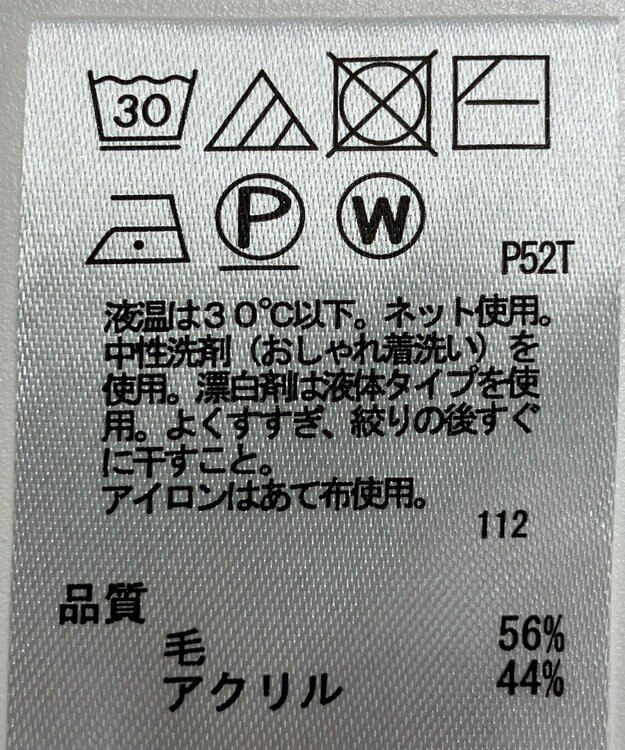 30
P W
P52T
液温は30℃以下。ネット使用。
中性洗剤（おしゃれ着洗い）を
使用。漂白剤は液体タイプを使
用。よくすすぎ、絞りの後すぐ
に干すこと。
アイロンはあて布使用。
112
品質
毛 56%
アクリル 44%